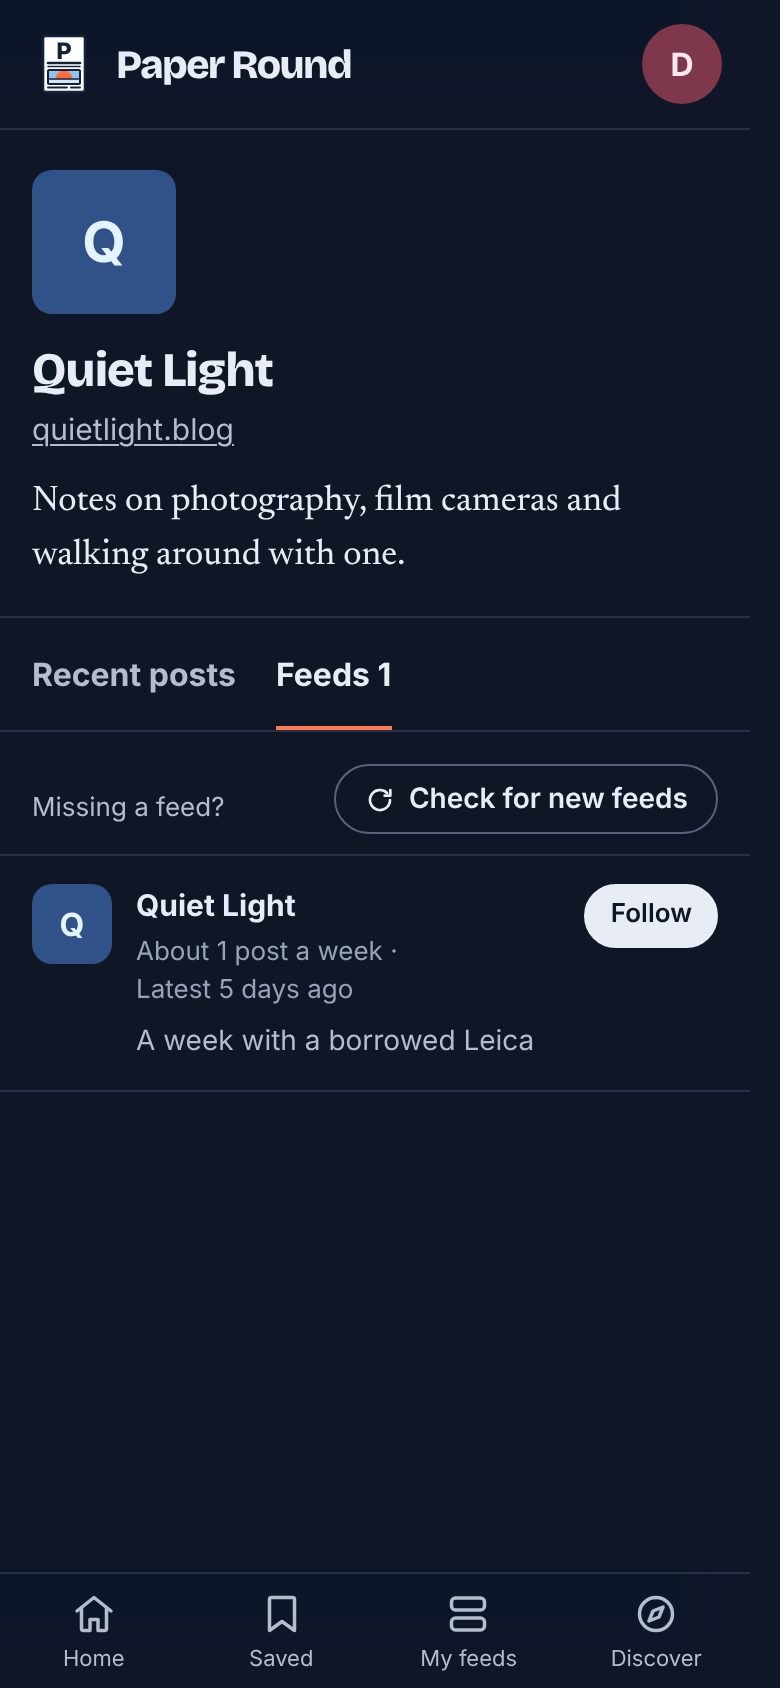 P
Paper Round
D
Q
Quiet Light
quietlight.blog
Notes on photography, film cameras and
walking around with one.
Recent posts
Feeds 1
Missing a feed?
Check for new feeds
Q
Quiet Light
Follow
About 1 post a week ·
Latest 5 days ago
A week with a borrowed Leica
Home
Saved
My feeds
Discover